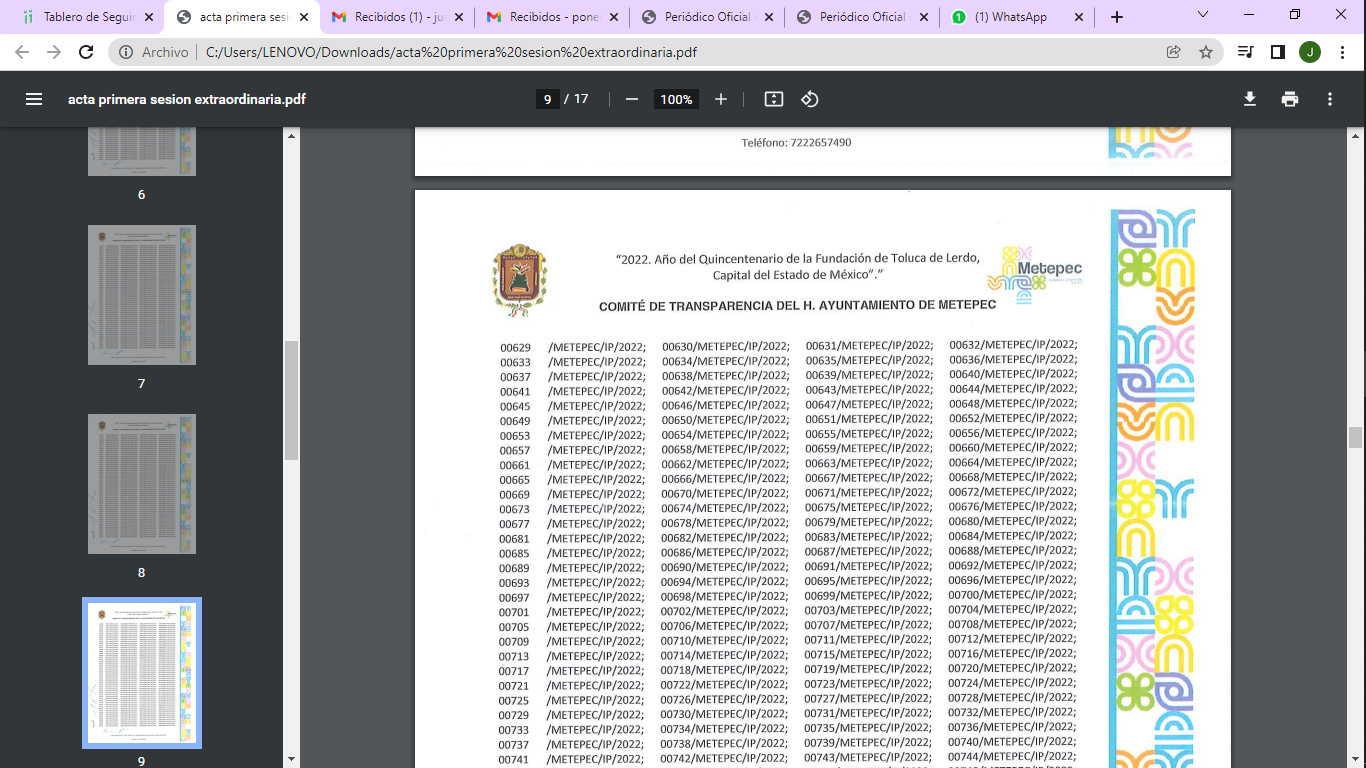 Tablero de Seguir
acta primera sesi
Recibidos (1) - ju
Recibidos - pone
Periódico Oficial
Periódico Oficial
(1) WhatsApp
Archivo | C:/Users/LENOVO/Downloads/acta%20primera%20sesion%20extraordinaria.pdf
J
acta primera sesion extraordinaria.pdf
9 / 17
100%
6
7
8
9
Teléfono: 7222657490
“2022. Año del Quincentenario de la Fundación de Toluca de Lerdo,
Capital del Estado de México”.”
Metepec
COMITÉ DE TRANSPARENCIA DEL H. AYUNTAMIENTO DE METEPEC
00629 /METEPEC/IP/2022; 00630/METEPEC/IP/2022; 00631/METEPEC/IP/2022; 00632/METEPEC/IP/2022;
00633 /METEPEC/IP/2022; 00634/METEPEC/IP/2022; 00635/METEPEC/IP/2022; 00636/METEPEC/IP/2022;
00637 /METEPEC/IP/2022; 00638/METEPEC/IP/2022; 00639/METEPEC/IP/2022; 00640/METEPEC/IP/2022;
00641 /METEPEC/IP/2022; 00642/METEPEC/IP/2022; 00643/METEPEC/IP/2022; 00644/METEPEC/IP/2022;
00645 /METEPEC/IP/2022; 00646/METEPEC/IP/2022; 00647/METEPEC/IP/2022; 00648/METEPEC/IP/2022;
00649 /METEPEC/IP/2022; 00650/METEPEC/IP/2022; 00651/METEPEC/IP/2022; 00652/METEPEC/IP/2022;
00653 /METEPEC/IP/2022; 00654/METEPEC/IP/2022; 00655/METEPEC/IP/2022; 00656/METEPEC/IP/2022;
00657 /METEPEC/IP/2022; 00658/METEPEC/IP/2022; 00659/METEPEC/IP/2022; 00660/METEPEC/IP/2022;
00661 /METEPEC/IP/2022; 00662/METEPEC/IP/2022; 00663/METEPEC/IP/2022; 00664/METEPEC/IP/2022;
00665 /METEPEC/IP/2022; 00666/METEPEC/IP/2022; 00667/METEPEC/IP/2022; 00668/METEPEC/IP/2022;
00669 /METEPEC/IP/2022; 00670/METEPEC/IP/2022; 00671/METEPEC/IP/2022; 00672/METEPEC/IP/2022;
00673 /METEPEC/IP/2022; 00674/METEPEC/IP/2022; 00675/METEPEC/IP/2022; 00676/METEPEC/IP/2022;
00677 /METEPEC/IP/2022; 00678/METEPEC/IP/2022; 00679/METEPEC/IP/2022; 00680/METEPEC/IP/2022;
00681 /METEPEC/IP/2022; 00682/METEPEC/IP/2022; 00683/METEPEC/IP/2022; 00684/METEPEC/IP/2022;
00685 /METEPEC/IP/2022; 00686/METEPEC/IP/2022; 00687/METEPEC/IP/2022; 00688/METEPEC/IP/2022;
00689 /METEPEC/IP/2022; 00690/METEPEC/IP/2022; 00691/METEPEC/IP/2022; 00692/METEPEC/IP/2022;
00693 /METEPEC/IP/2022; 00694/METEPEC/IP/2022; 00695/METEPEC/IP/2022; 00696/METEPEC/IP/2022;
00697 /METEPEC/IP/2022; 00698/METEPEC/IP/2022; 00699/METEPEC/IP/2022; 00700/METEPEC/IP/2022;
00701 /METEPEC/IP/2022; 00702/METEPEC/IP/2022; 00703/METEPEC/IP/2022; 00704/METEPEC/IP/2022;
00705 /METEPEC/IP/2022; 00706/METEPEC/IP/2022; 00707/METEPEC/IP/2022; 00708/METEPEC/IP/2022;
00709 /METEPEC/IP/2022; 00710/METEPEC/IP/2022; 00711/METEPEC/IP/2022; 00712/METEPEC/IP/2022;
00713 /METEPEC/IP/2022; 00714/METEPEC/IP/2022; 00715/METEPEC/IP/2022; 00716/METEPEC/IP/2022;
00717 /METEPEC/IP/2022; 00718/METEPEC/IP/2022; 00719/METEPEC/IP/2022; 00720/METEPEC/IP/2022;
00721 /METEPEC/IP/2022; 00722/METEPEC/IP/2022; 00723/METEPEC/IP/2022; 00724/METEPEC/IP/2022;
00725 /METEPEC/IP/2022; 00726/METEPEC/IP/2022; 00727/METEPEC/IP/2022; 00728/METEPEC/IP/2022;
00729 /METEPEC/IP/2022; 00730/METEPEC/IP/2022; 00731/METEPEC/IP/2022; 00732/METEPEC/IP/2022;
00733 /METEPEC/IP/2022; 00734/METEPEC/IP/2022; 00735/METEPEC/IP/2022; 00736/METEPEC/IP/2022;
00737 /METEPEC/IP/2022; 00738/METEPEC/IP/2022; 00739/METEPEC/IP/2022; 00740/METEPEC/IP/2022;
00741 /METEPEC/IP/2022; 00742/METEPEC/IP/2022; 00743/METEPEC/IP/2022; 00744/METEPEC/IP/2022;